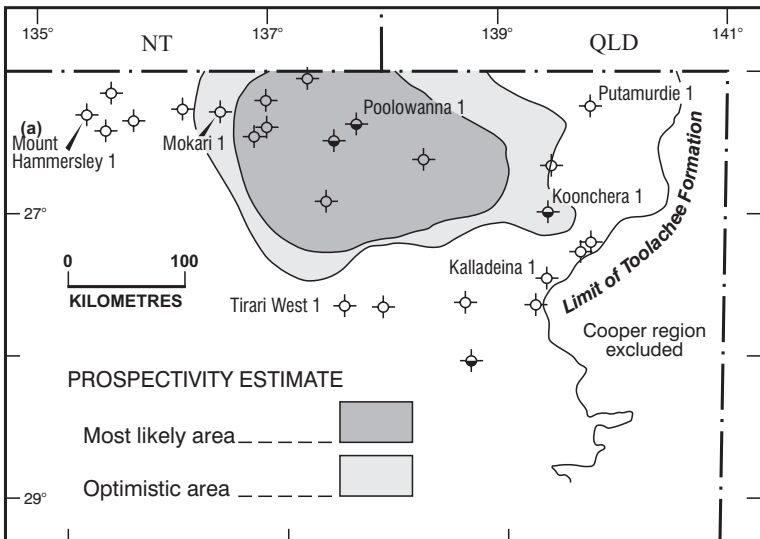 135°
137°
139°
141°
NT
QLD
Putamurdie 1
Poolowanna 1
(a)
Mount
Hammersley 1
Mokari 1
Koonchera 1
27°
Limit of Toolachee Formation
0 100
KILOMETRES
Kalladeina 1
Tirari West 1
Cooper region
excluded
PROSPECTIVITY ESTIMATE
Most likely area
Optimistic area
29°